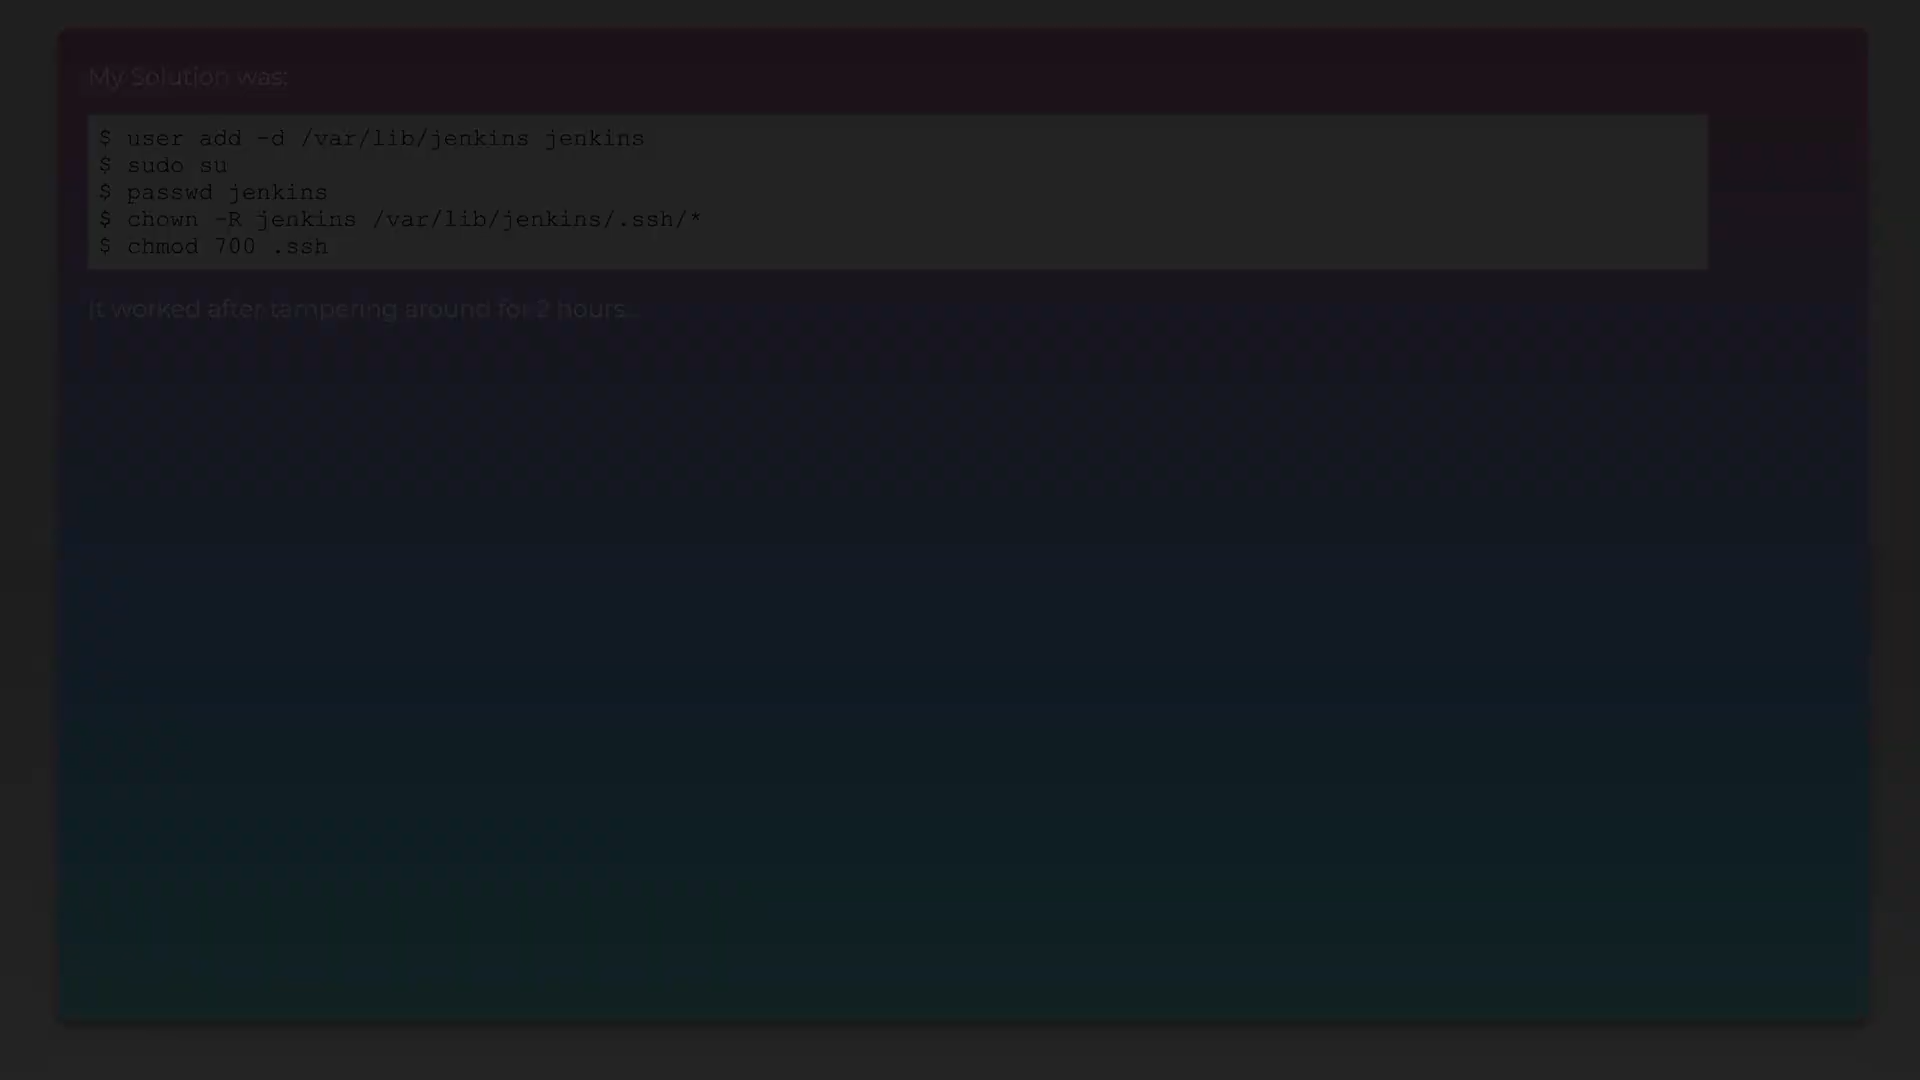 My Solution was:
$ user add -d /var/lib/jenkins jenkins
$ sudo su
$ passwd jenkins
$ chown -R jenkins /var/lib/jenkins/.ssh/*
$ chmod 700 .ssh
It worked after tampering around for 2 hours...